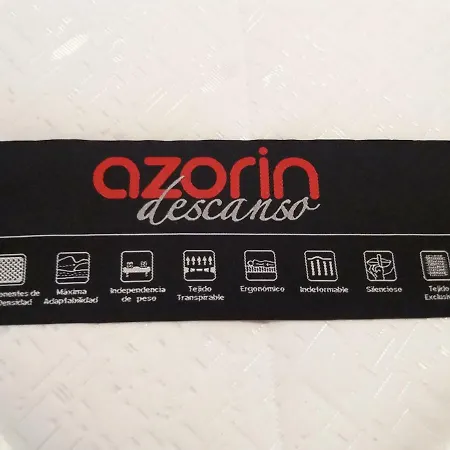 azorin
descanso
Máxima Adaptabilidad
Independencia de peso
Tejido Transpirable
Ergonómico
Indeformable
Silencioso
Tejido